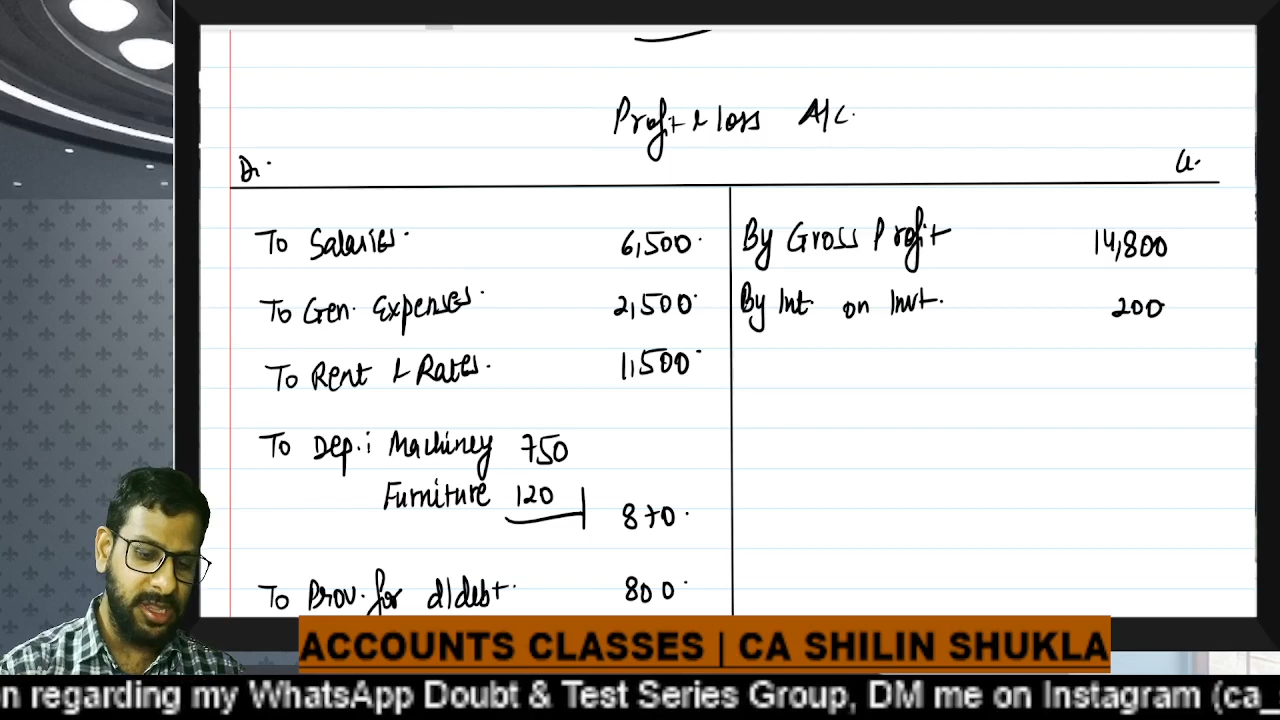 Profit & loss A/c.
Dr. Cr.
To Salaries. 6,500. By Gross Profit 14,800
To Gen. Expenses. 2,500. By Int. on Invt. 200
To Rent & Rates. 1,500.
To Dep.: Machinery 750
Furniture 120 870.
To Prov. for d/debt. 800.
ACCOUNTS CLASSES | CA SHILIN SHUKLA
n regarding my WhatsApp Doubt & Test Series Group, DM me on Instagram (ca_